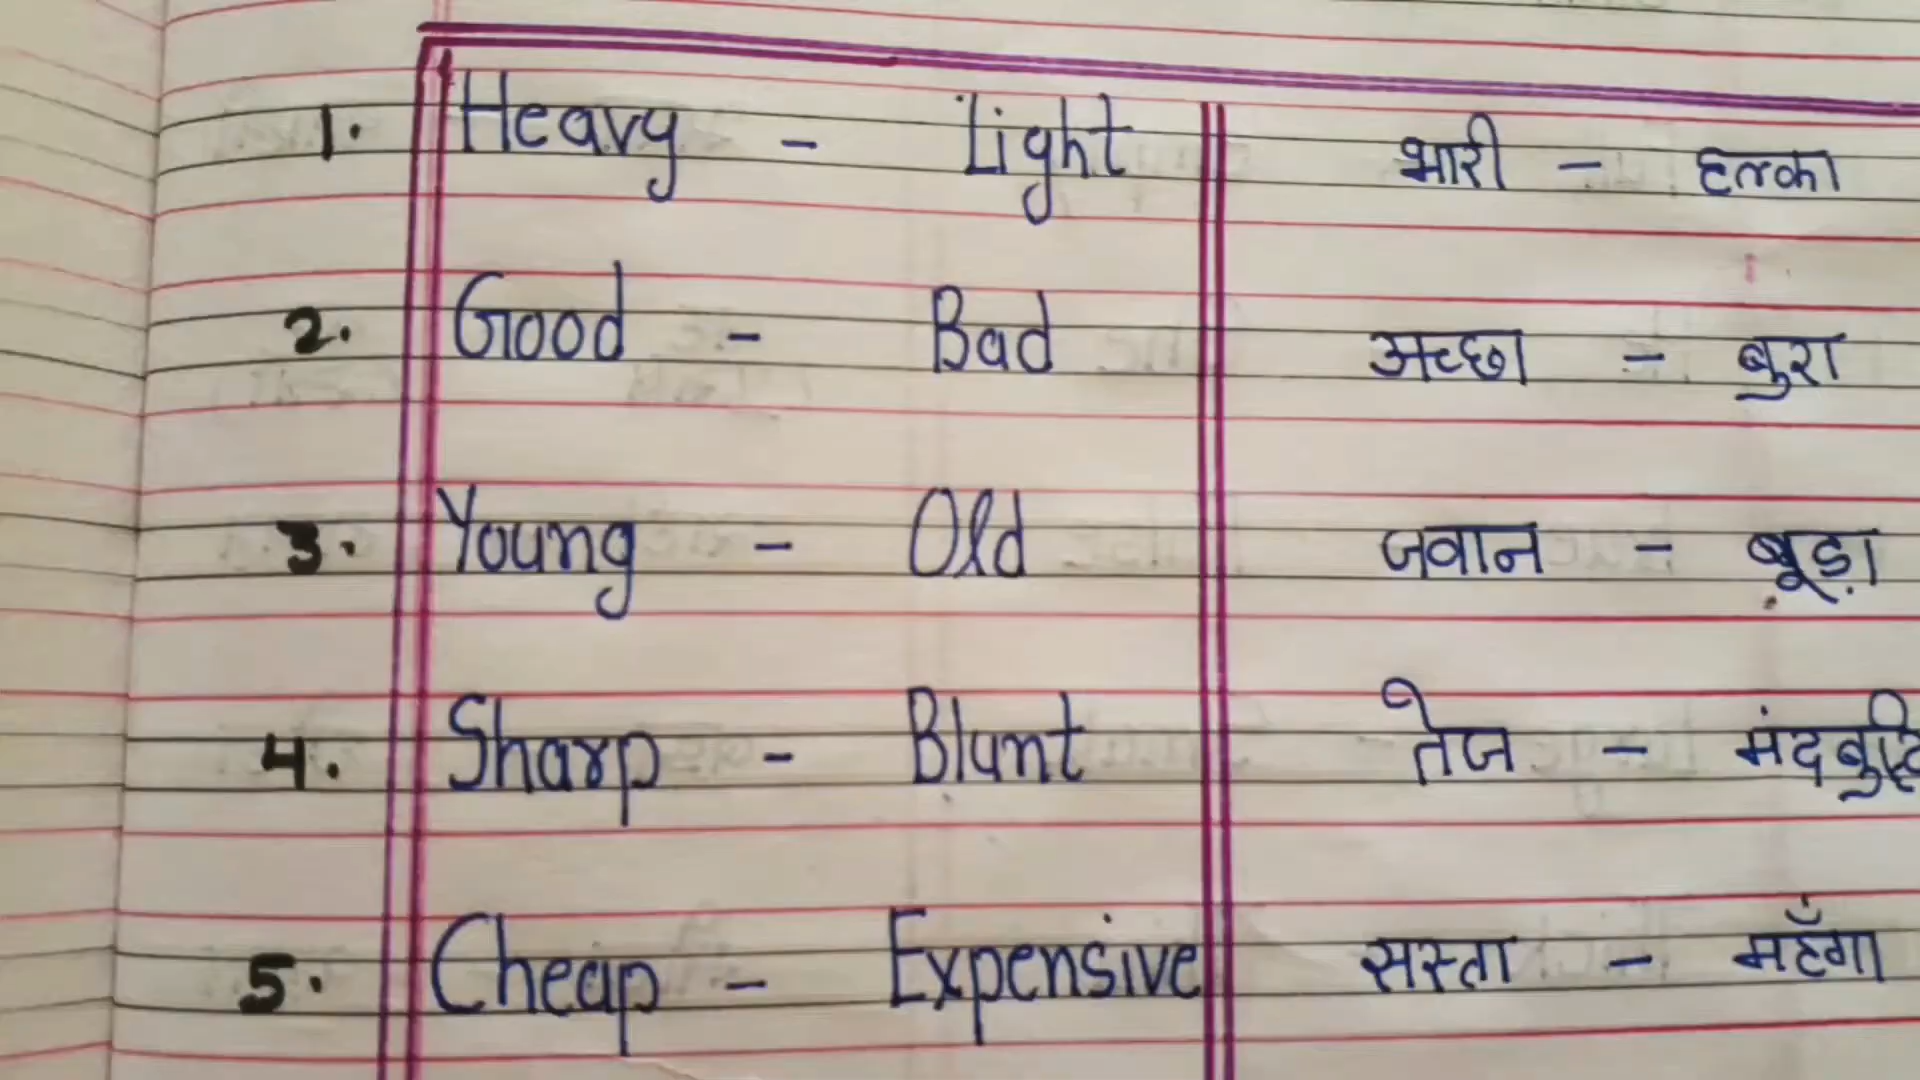 1. Heavy - Light भारी - हल्का
2. Good - Bad अच्छा - बुरा
3. Young - Old जवान - बूड़ा
4. Sharp - Blunt तेज - मंदबुद्धि
5. Cheap - Expensive सस्ता - महँगा